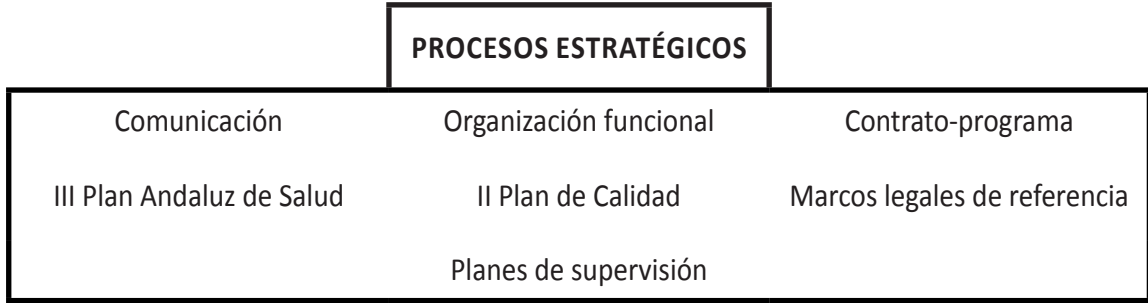 PROCESOS ESTRATÉGICOS
Comunicación Organización funcional Contrato-programa
III Plan Andaluz de Salud II Plan de Calidad Marcos legales de referencia
Planes de supervisión